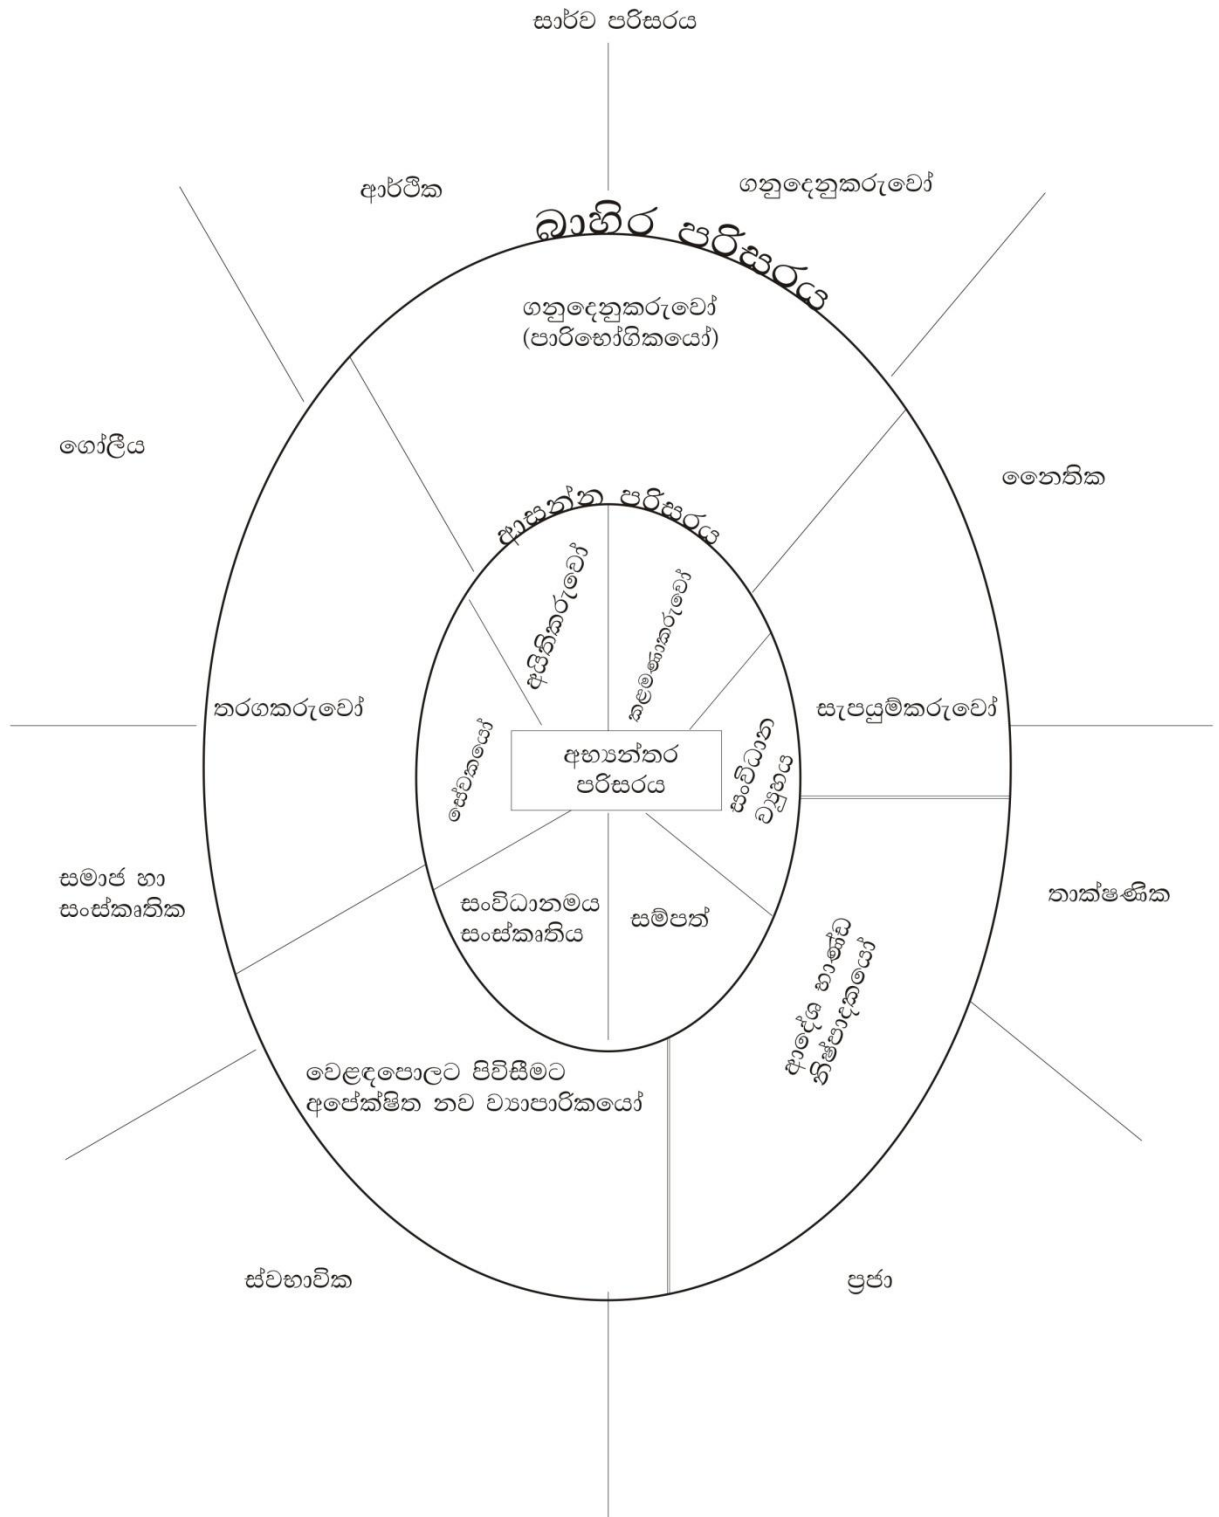 සාර්ව පරිසරය
ආර්ථික
ගනුදෙනුකරුවෝ
බාහිර පරිසරය
ගනුදෙනුකරුවෝ
(පාරිභෝගිකයෝ)
ගෝලීය
නෛතික
ආසන්න පරිසරය
අයිතිකරුවෝ
කළමණාකරුවෝ
තරගකරුවෝ
සැපයුම්කරුවෝ
සේවකයෝ
අභ්‍යන්තර
පරිසරය
සංවිධාන
ව්‍යුහය
සමාජ හා
සංස්කෘතික
තාක්ෂණික
සංවිධානමය
සංස්කෘතිය
සම්පත්
ආදේශ භාණ්ඩ
නිෂ්පාදකයෝ
වෙළඳපොලට පිවිසීමට
අපේක්ෂිත නව ව්‍යාපාරිකයෝ
ස්වභාවික
ප්‍රජා